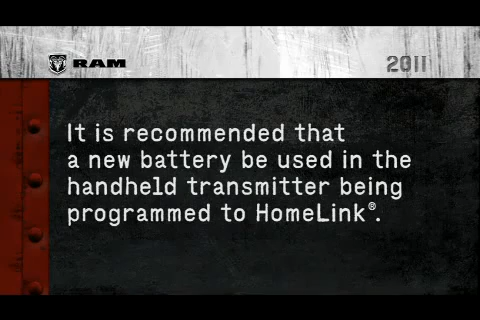 RAM 2011
It is recommended that
a new battery be used in the
handheld transmitter being
programmed to HomeLink®.